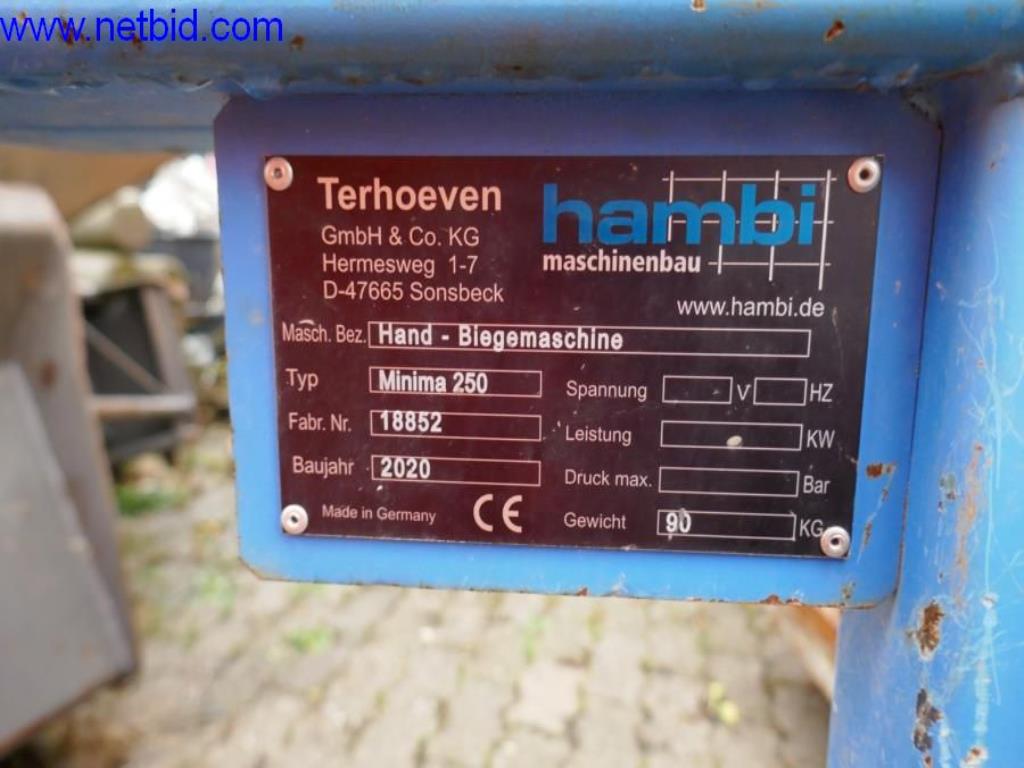 www.netbid.com
Terhoeven
GmbH & Co. KG
Hermesweg 1-7
D-47665 Sonsbeck
hambi
maschinenbau
www.hambi.de
Masch. Bez. Hand - Biegemaschine
Typ Minima 250
Fabr. Nr. 18852
Baujahr 2020
Made in Germany CE
Spannung V HZ
Leistung KW
Druck max. Bar
Gewicht 90 KG